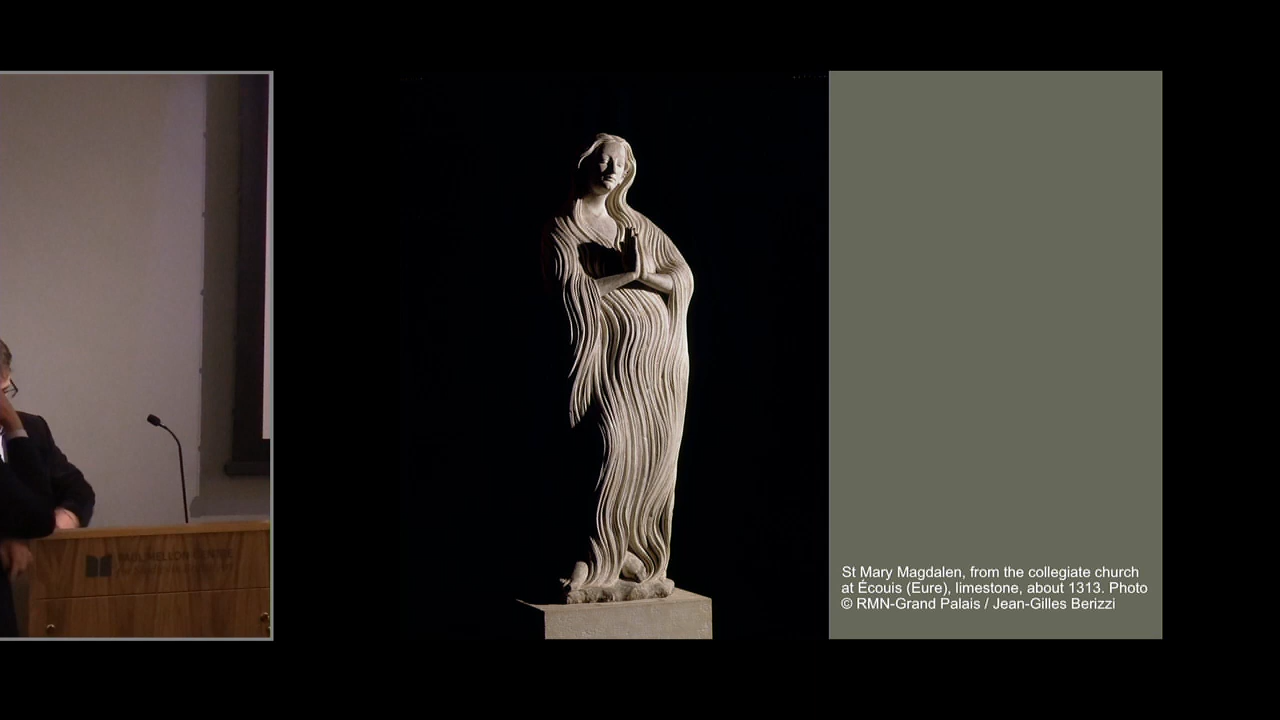 St Mary Magdalen, from the collegiate church
at Écouis (Eure), limestone, about 1313. Photo
© RMN-Grand Palais / Jean-Gilles Berizzi